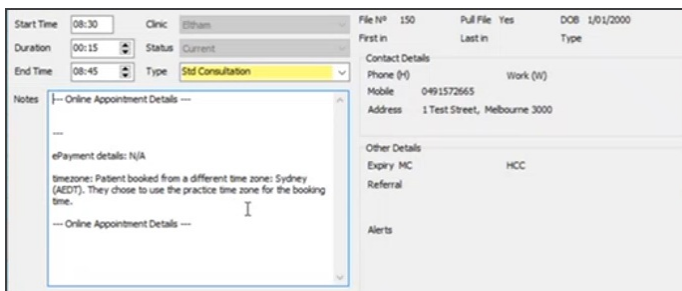 Start Time 08:30 Clinic Eltham
Duration 00:15 Status Current
End Time 08:45 Type Std Consultation
Notes
--- Online Appointment Details ---
---
ePayment details: N/A
timezone: Patient booked from a different time zone: Sydney
(AEDT). They chose to use the practice time zone for the booking
time.
--- Online Appointment Details ---
File Nº 150 Pull File Yes DOB 1/01/2000
First in Last in Type
Contact Details
Phone (H) Work (W)
Mobile 0491572665
Address 1 Test Street, Melbourne 3000
Other Details
Expiry MC HCC
Referral
Alerts